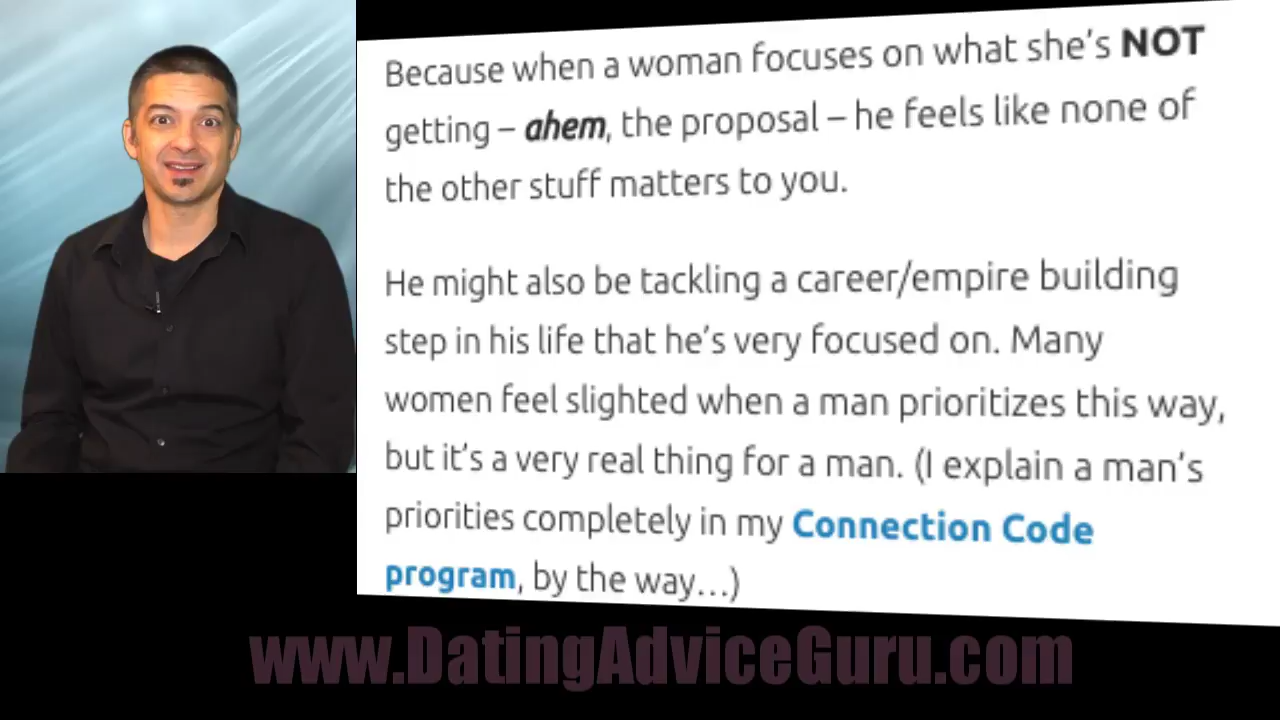 Because when a woman focuses on what she's NOT
getting – ahem, the proposal – he feels like none of
the other stuff matters to you.
He might also be tackling a career/empire building
step in his life that he's very focused on. Many
women feel slighted when a man prioritizes this way,
but it's a very real thing for a man. (I explain a man's
priorities completely in my Connection Code
program, by the way…)
www.DatingAdviceGuru.com